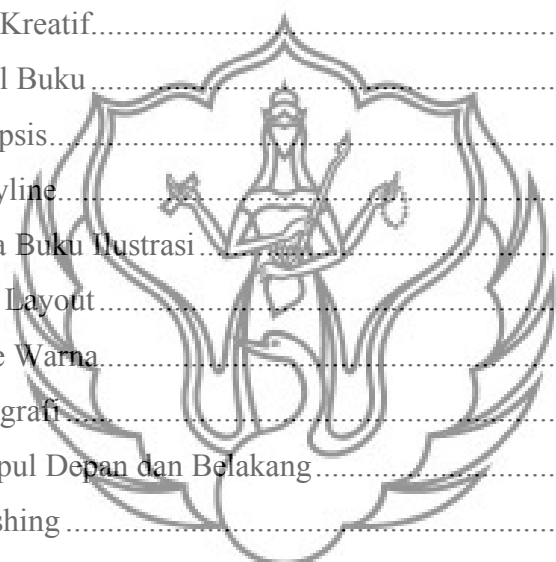 Kreatif
l Buku
psis
yline
a Buku Ilustrasi
Layout
e Warna
grafi
pul Depan dan Belakang
shing